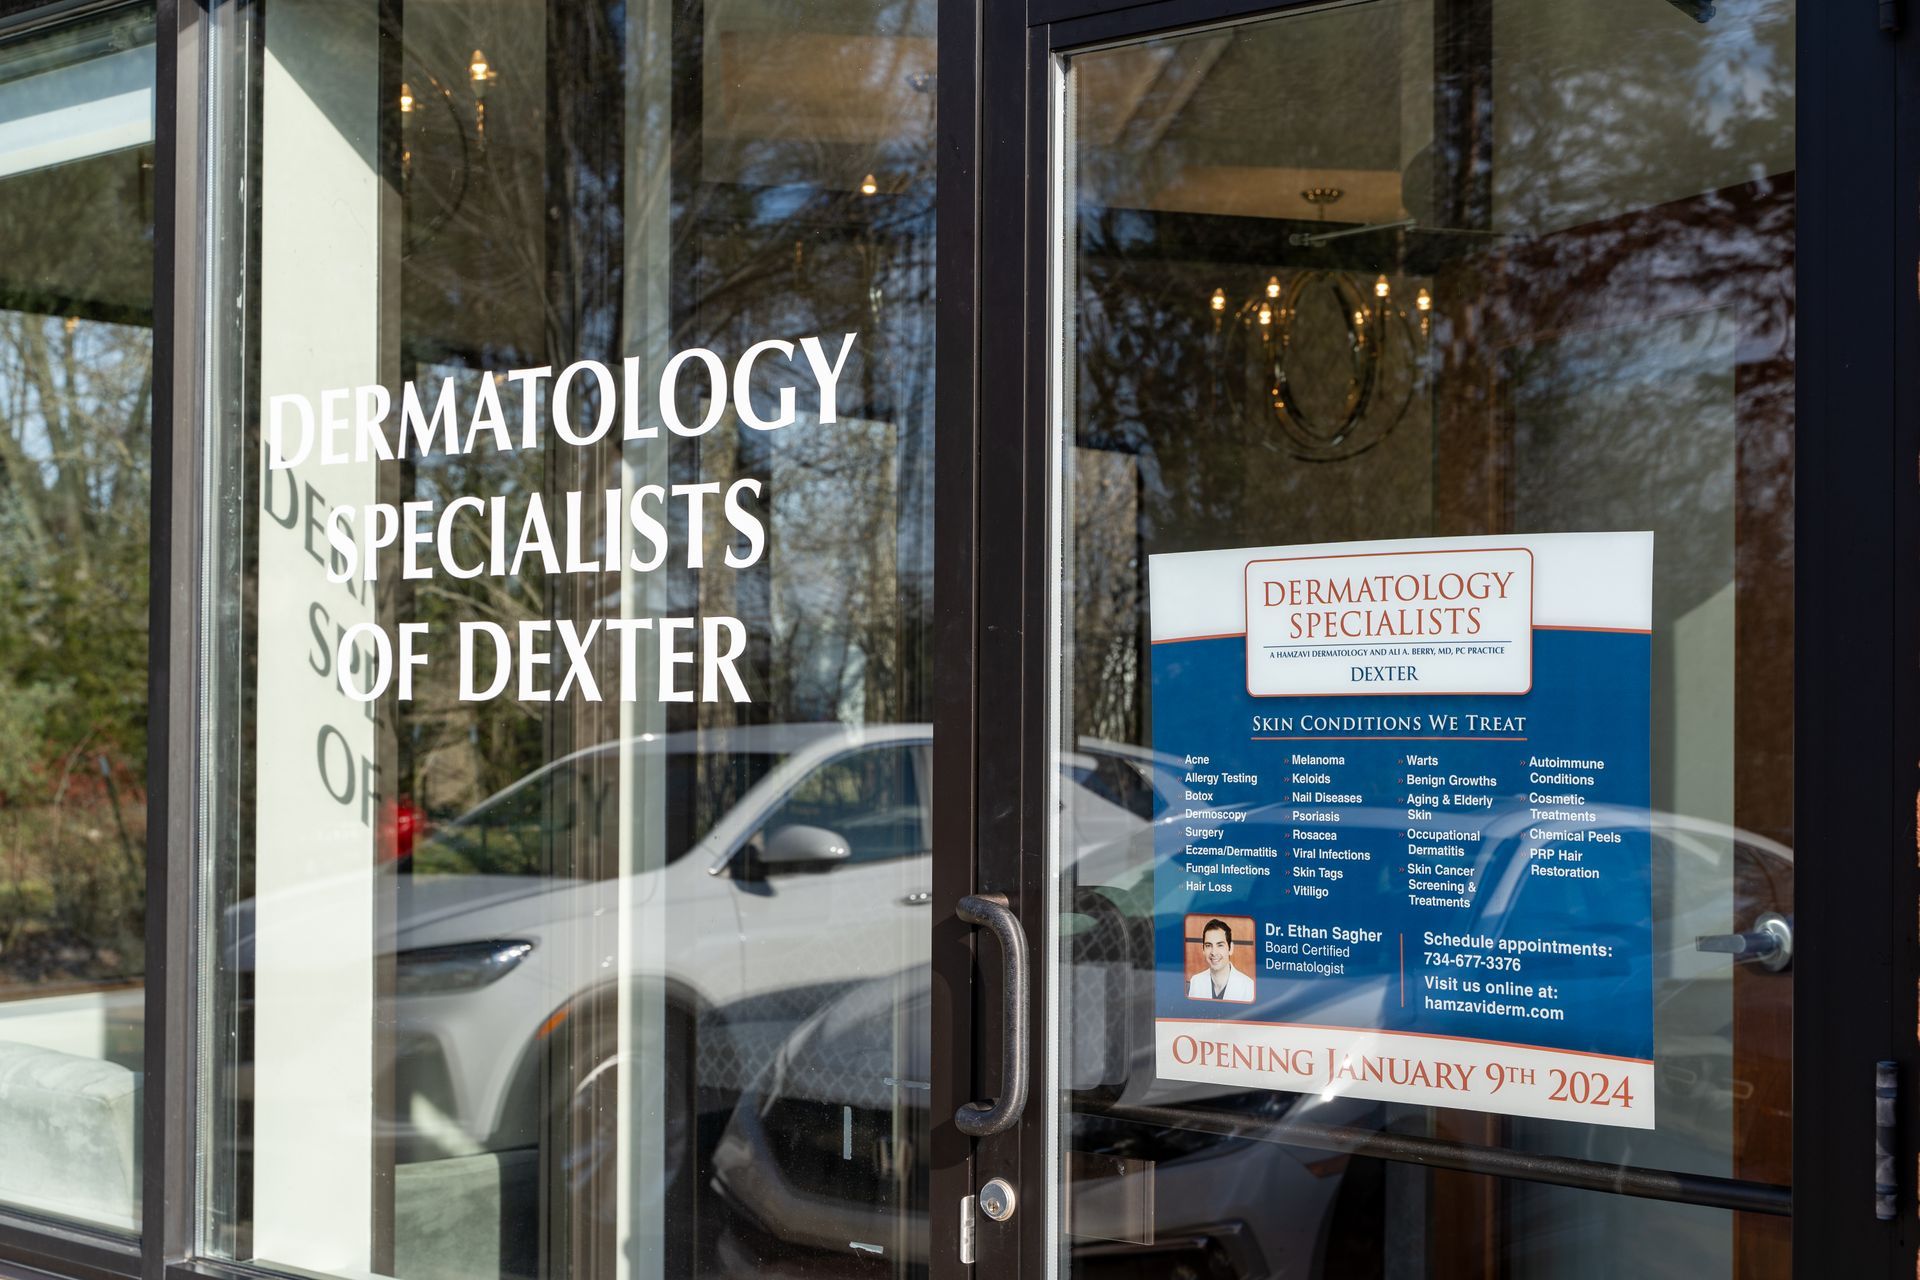 DERMATOLOGY
SPECIALISTS
OF DEXTER
DERMATOLOGY
SPECIALISTS
A HAMZAVI DERMATOLOGY AND ALI A. BERRY, MD, PC PRACTICE
DEXTER
SKIN CONDITIONS WE TREAT
Acne
Allergy Testing
Botox
Dermoscopy
Surgery
Eczema/Dermatitis
Fungal Infections
Hair Loss
» Melanoma
» Keloids
» Nail Diseases
» Psoriasis
» Rosacea
» Viral Infections
» Skin Tags
» Vitiligo
» Warts
» Benign Growths
» Aging & Elderly
Skin
» Occupational
Dermatitis
» Skin Cancer
Screening &
Treatments
» Autoimmune
Conditions
» Cosmetic
Treatments
» Chemical Peels
» PRP Hair
Restoration
Dr. Ethan Sagher
Board Certified
Dermatologist
Schedule appointments:
734-677-3376
Visit us online at:
hamzaviderm.com
OPENING JANUARY 9TH 2024